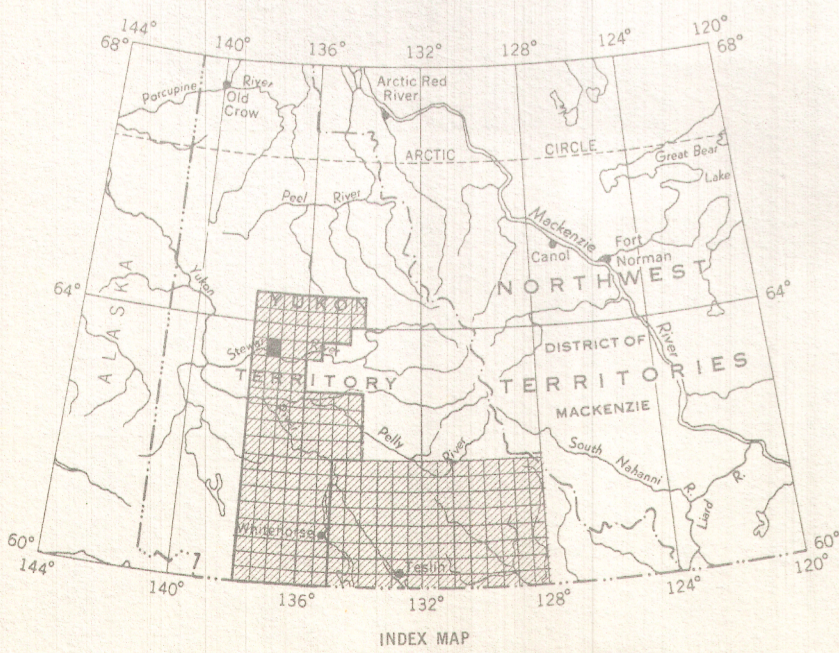 144°
140°
136°
132°
128°
124°
120°
68°
68°
Porcupine River
Old
Crow
Arctic Red
River
ARCTIC CIRCLE
Great Bear
Lake
Peel River
Mackenzie
Canol
Fort
Norman
NORTHWEST
Yukon
64°
64°
ALASKA
YUKON
River
DISTRICT OF
TERRITORY
TERRITORIES
MACKENZIE
Pelly
River
South Nahanni R.
Liard R.
Whitehorse
Teslin
60°
60°
144°
140°
136°
132°
128°
124°
120°
INDEX MAP